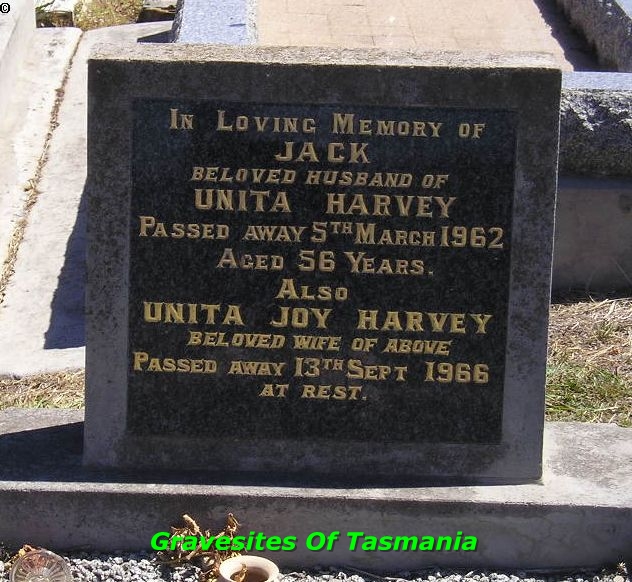 ©
In Loving Memory of
JACK
BELOVED HUSBAND OF
UNITA HARVEY
Passed away 5th March 1962
Aged 56 Years.
Also
UNITA JOY HARVEY
BELOVED WIFE OF ABOVE
Passed away 13th Sept 1966
AT REST.
Gravesites Of Tasmania